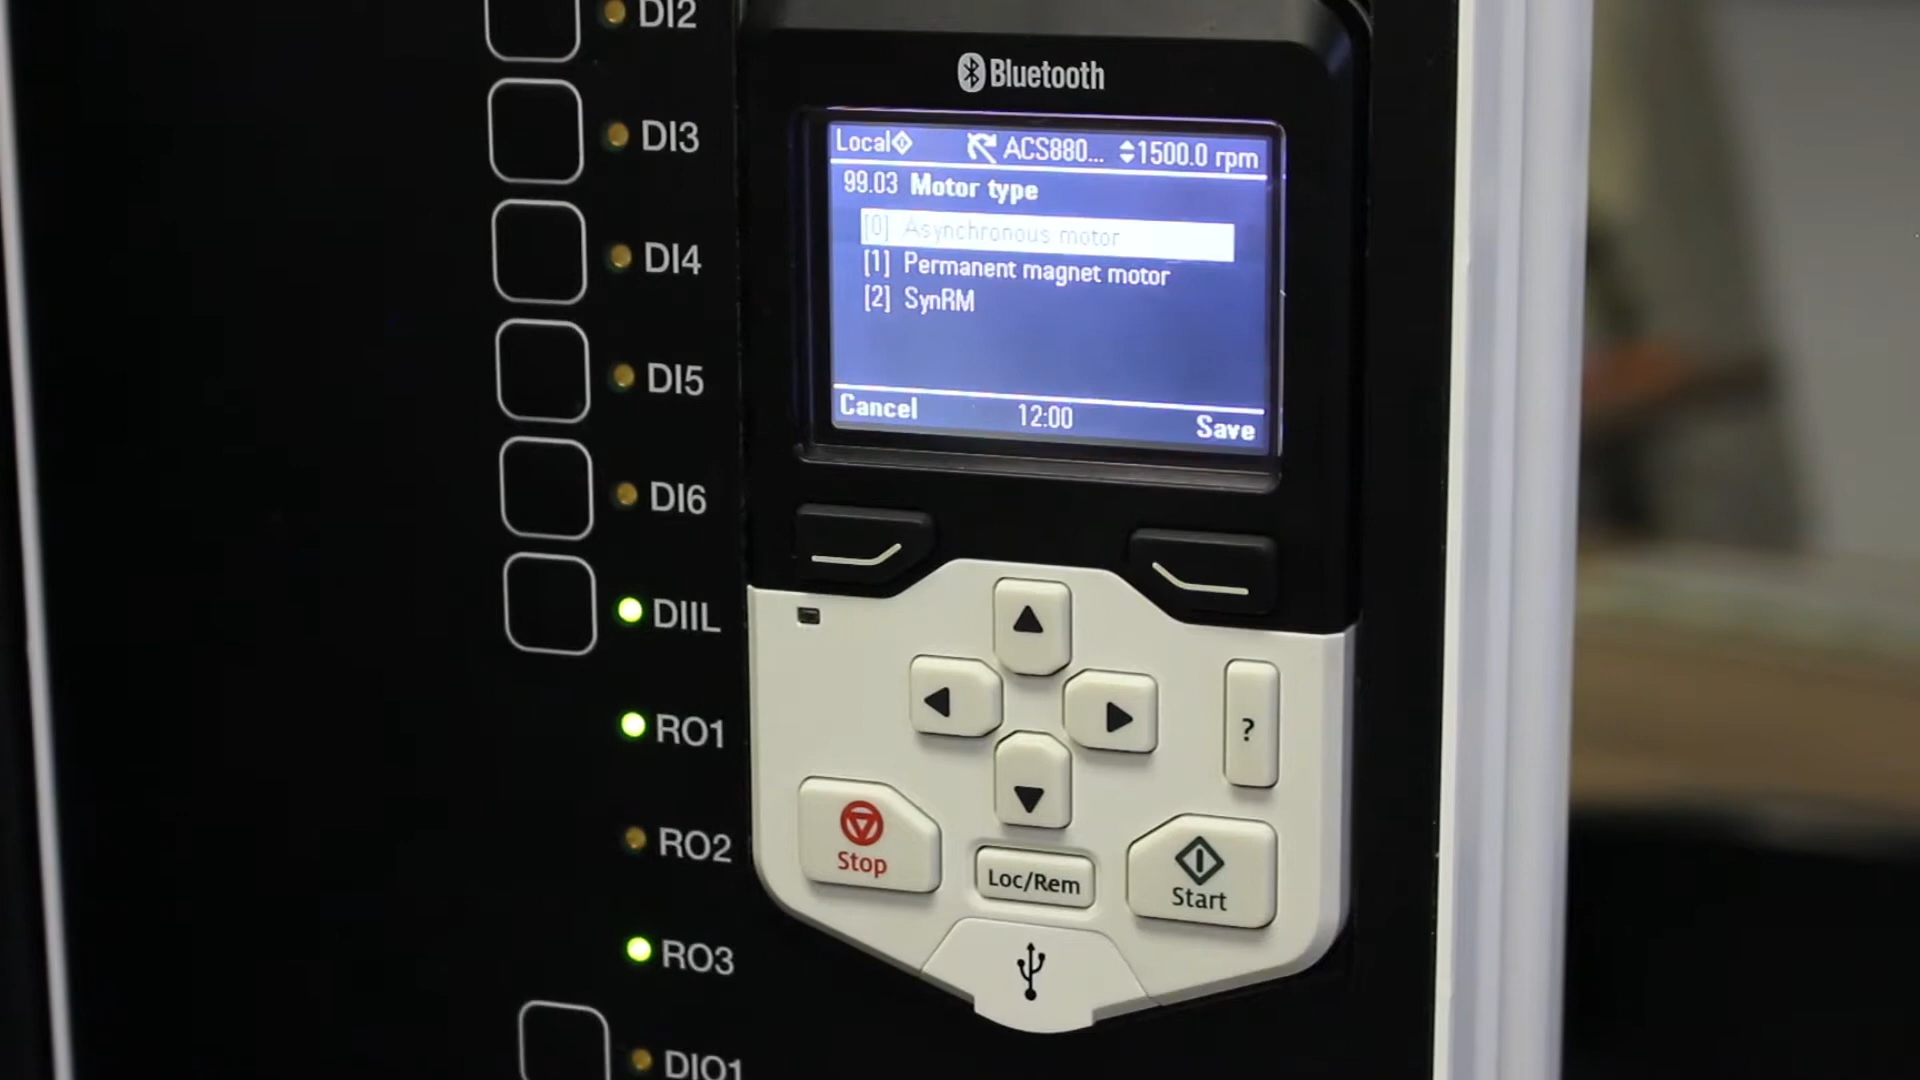 DI2
DI3
DI4
DI5
DI6
DIIL
RO1
RO2
RO3
DIO1
Bluetooth
Local ACS880... 1500.0 rpm
99.03 Motor type
[0] Asynchronous motor
[1] Permanent magnet motor
[2] SynRM
Cancel 12:00 Save
?
Stop
Loc/Rem
Start